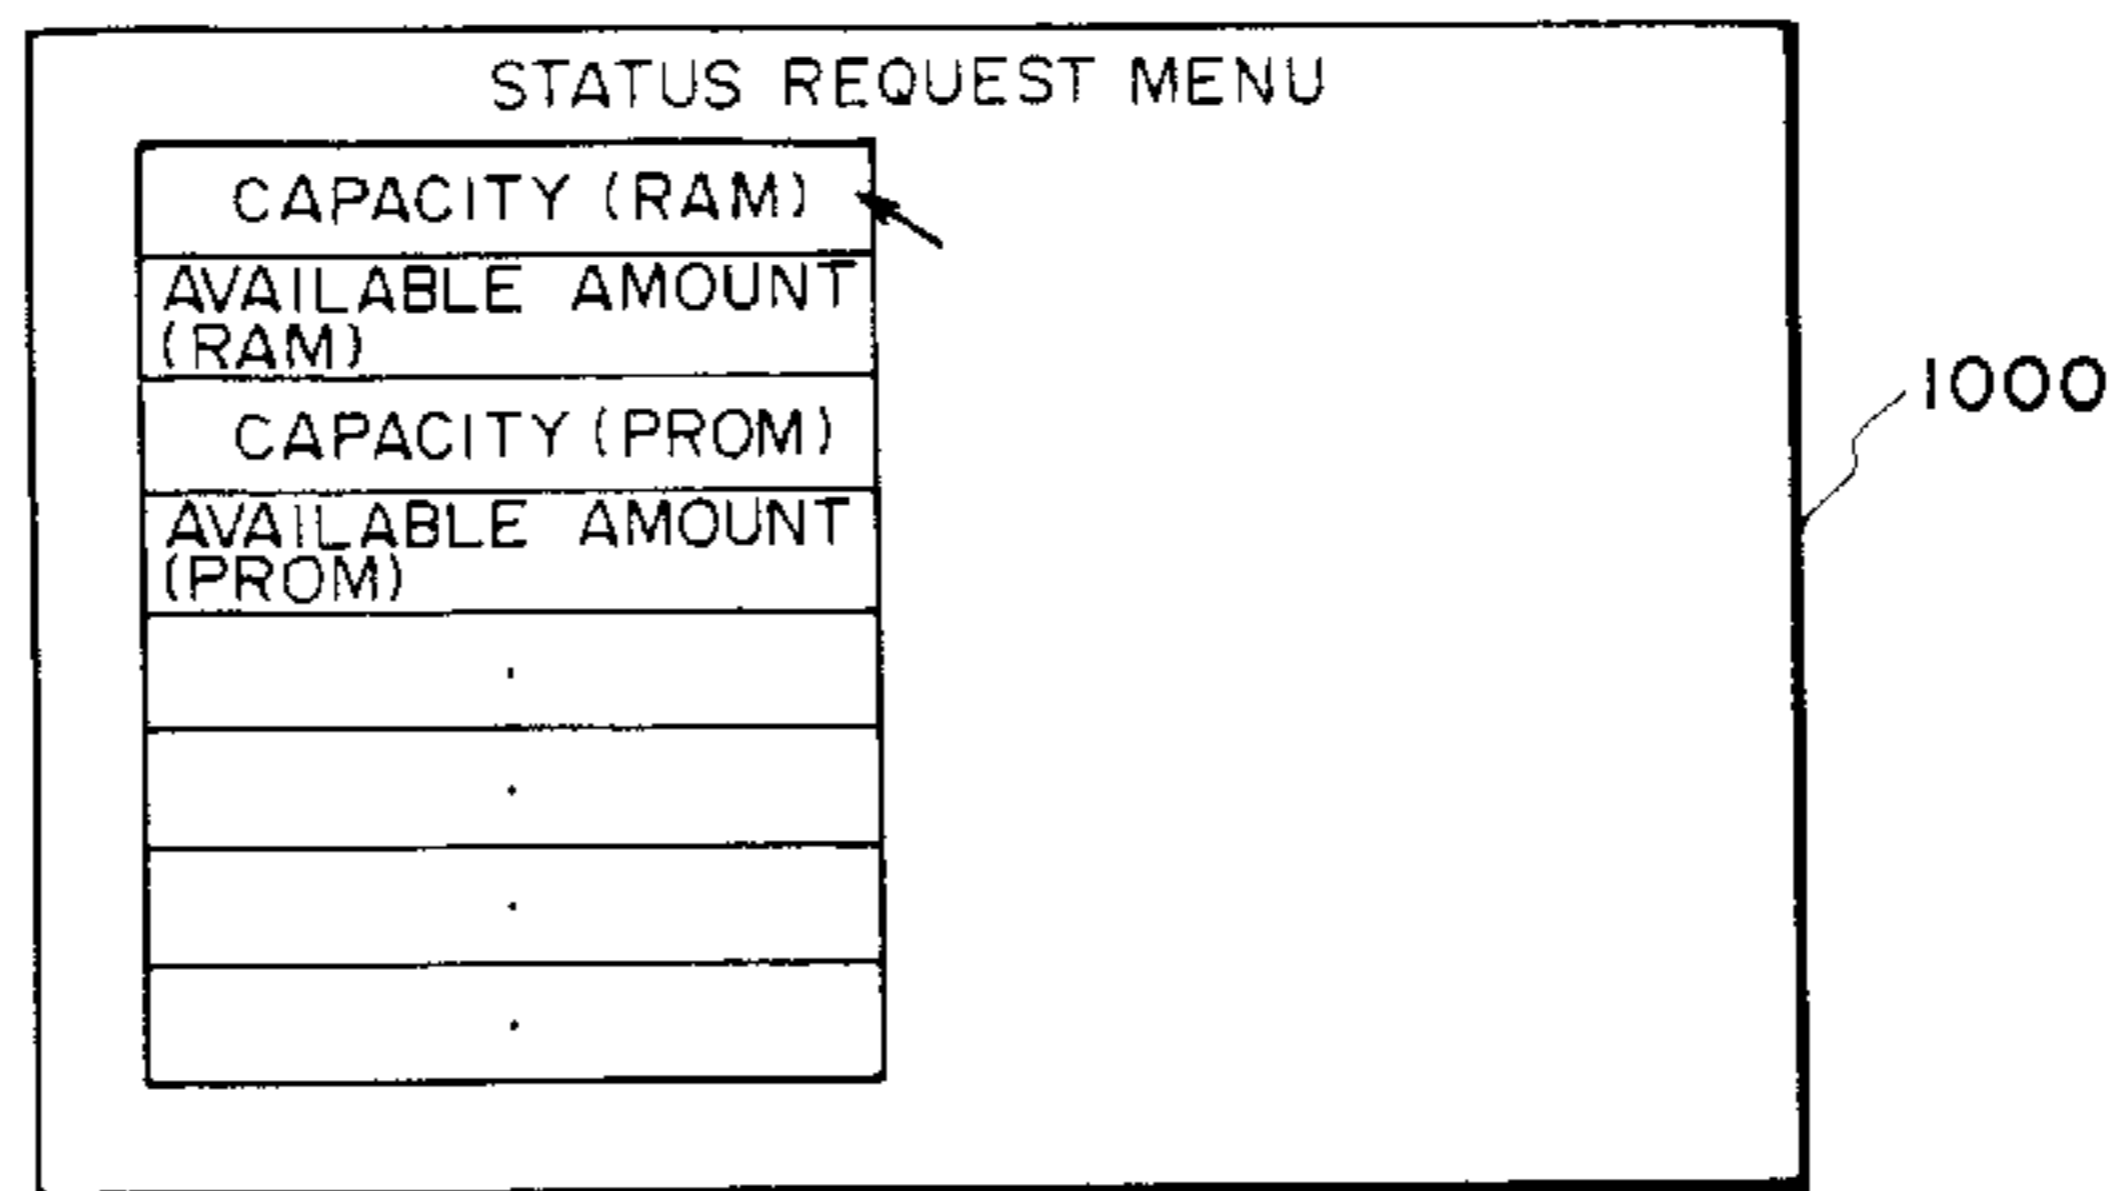 STATUS REQUEST MENU
CAPACITY (RAM)
AVAILABLE AMOUNT
(RAM)
CAPACITY (PROM)
AVAILABLE AMOUNT
(PROM)
.
.
.
.
1000